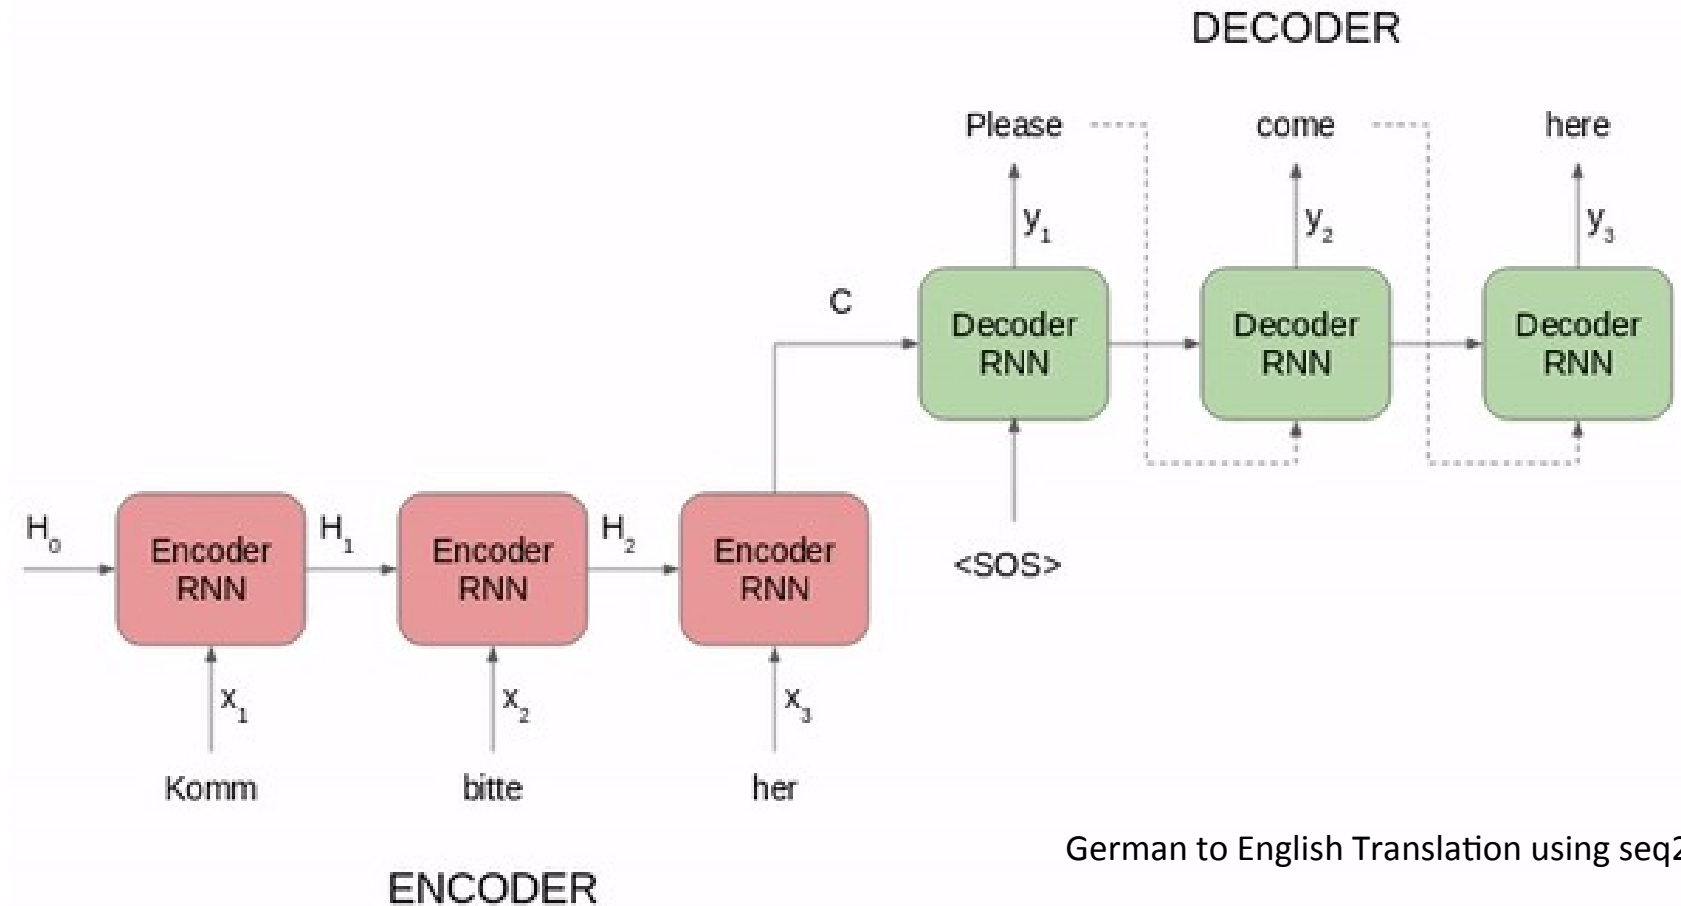 DECODER
Please come here
y1 y2 y3
C
Decoder RNN
Decoder RNN
Decoder RNN
<SOS>
H0 H1 H2
Encoder RNN
Encoder RNN
Encoder RNN
x1 x2 x3
Komm bitte her
German to English Translation using seq2
ENCODER